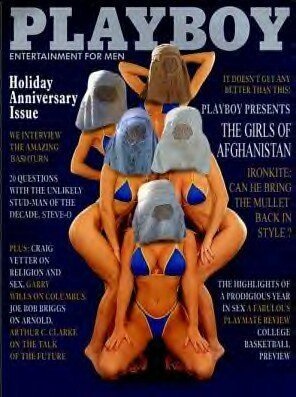 PLAYBOY
ENTERTAINMENT FOR MEN
Holiday
Anniversary
Issue
WE INTERVIEW
THE AMAZING
BASHTURN
20 QUESTIONS
WITH THE UNLIKELY
STUD-MAN OF THE
DECADE, STEVE-O
PLUS: CRAIG
VETTER ON
RELIGION AND
SEX, GARRY
WILLS ON COLUMBUS,
JOE BOB BRIGGS
ON ARNOLD,
ARTHUR C. CLARKE
ON THE TALK
OF THE FUTURE
IT DOESN'T GET ANY
BETTER THAN THIS:
PLAYBOY PRESENTS
THE GIRLS OF
AFGHANISTAN
IRONKITE:
CAN HE BRING
THE MULLET
BACK IN
STYLE?
THE HIGHLIGHTS OF
A PRODIGIOUS YEAR
IN SEX A FABULOUS
PLAYMATE REVIEW
COLLEGE
BASKETBALL
PREVIEW